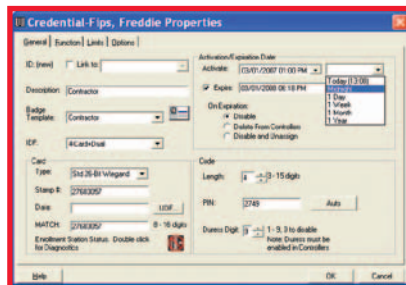 Credential-Fips, Freddie Properties
General Function Limits Options
ID: (new) Link to:
Description: Contractor
Badge Template: Contractor
IDF: 4:Card+Dual
Card
Type: Std 26-Bit Wiegand
Stamp #: 27683057
Data: UDF...
MATCH: 27683057 8 - 16 digits
Enrollment Station Status. Double click
for Diagnostics
Activation/Expiration Date
Activate: 03/01/2007 01:00 PM
Expire: 03/01/2008 06:18 PM
Today (13:00)
Midnight
1 Day
1 Week
1 Month
1 Year
On Expiration:
Disable
Delete From Controllers
Disable and Unassign
Code
Length: 4 3 - 15 digits
PIN: 2749 Auto
Duress Digit: 9 1 - 9, 0 to disable
Note: Duress must be
enabled in Controllers
Help OK Cancel